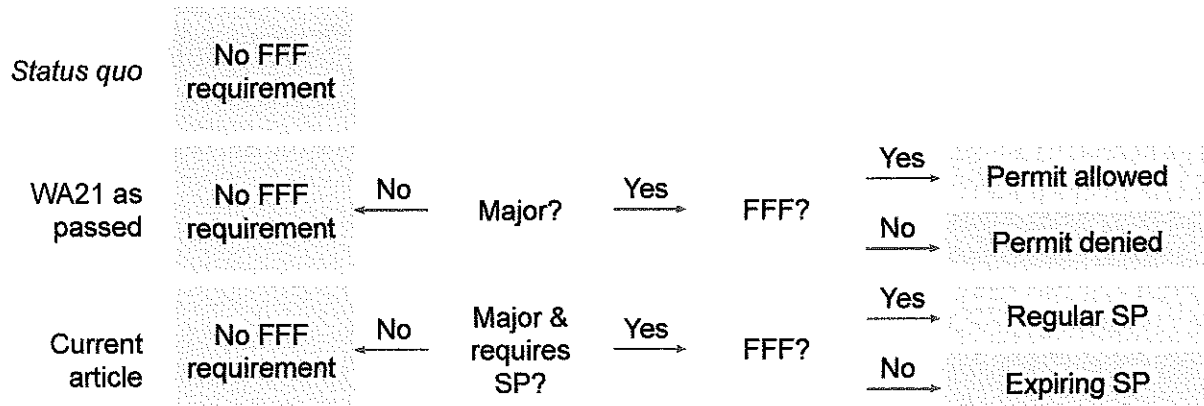 Status quo
No FFF
requirement
WA21 as
passed
No FFF
requirement
No
Major?
Yes
FFF?
Yes
Permit allowed
No
Permit denied
Current
article
No FFF
requirement
No
Major &
requires
SP?
Yes
FFF?
Yes
Regular SP
No
Expiring SP